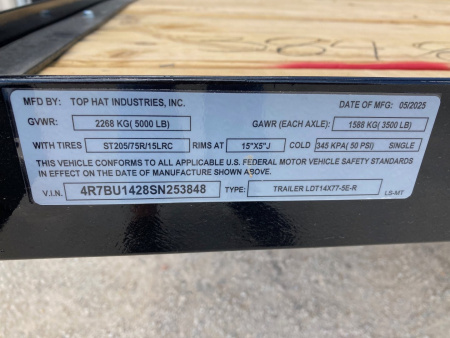 MFD BY: TOP HAT INDUSTRIES, INC. DATE OF MFG: 05/2025
GVWR: 2268 KG( 5000 LB) GAWR (EACH AXLE): 1588 KG( 3500 LB)
WITH TIRES ST205/75R/15LRC RIMS AT 15"X5"J COLD 345 KPA( 50 PSI) SINGLE
THIS VEHICLE CONFORMS TO ALL APPLICABLE U.S. FEDERAL MOTOR VEHICLE SAFETY STANDARDS
IN EFFECT ON THE DATE OF MANUFACTURE SHOWN ABOVE.
V.I.N. 4R7BU1428SN253848 TYPE: TRAILER LDT14X77-5E-R LS-MT